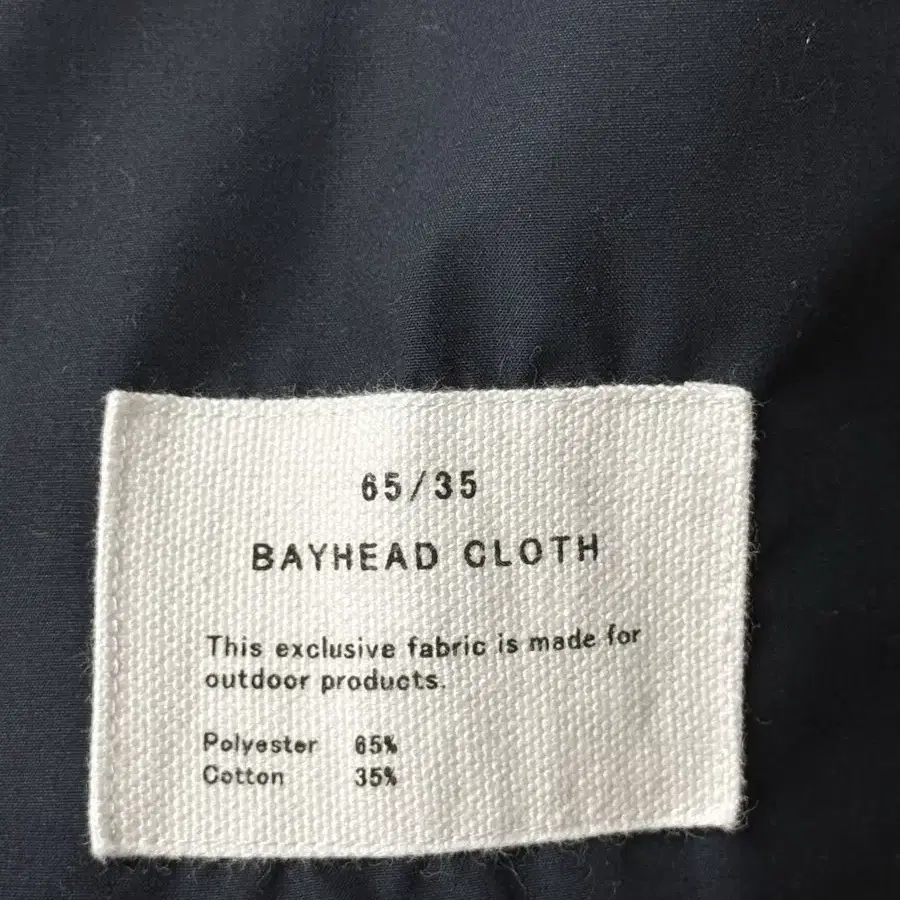 65/35
BAYHEAD CLOTH
This exclusive fabric is made for
outdoor products.
Polyester 65%
Cotton 35%